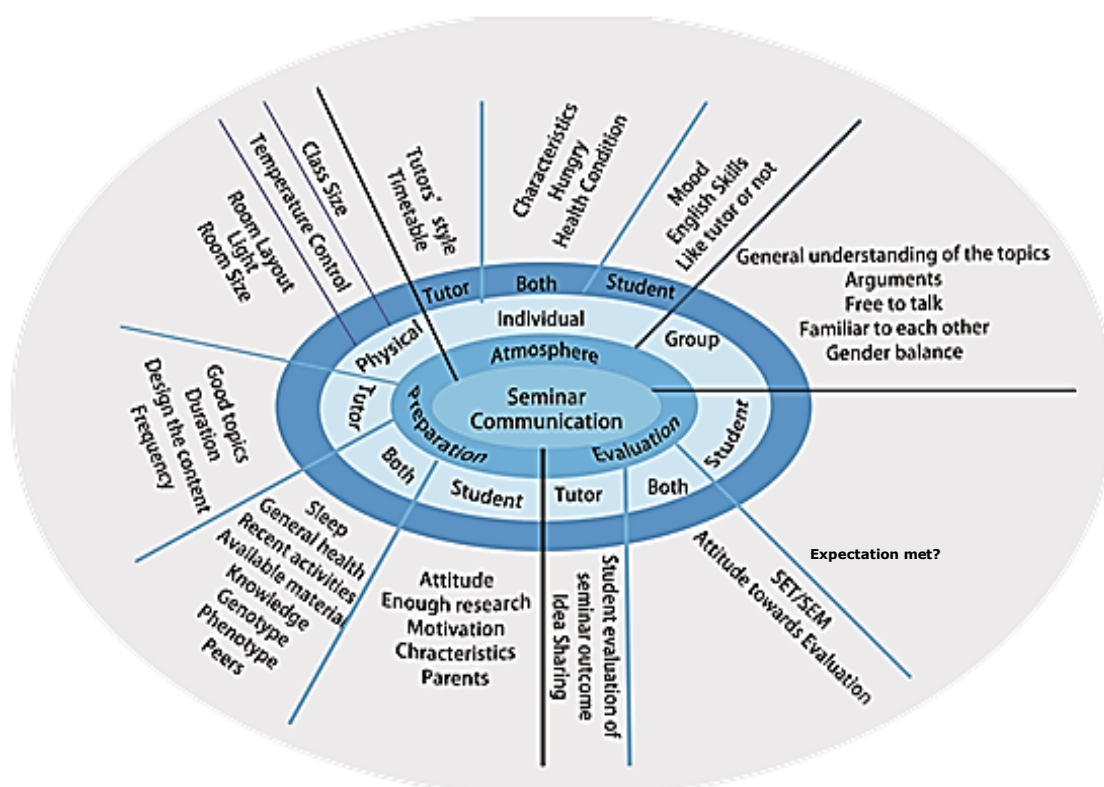 Seminar
Communication
Atmosphere
Preparation
Evaluation
Physical
Individual
Group
Tutor
Both
Student
Tutor
Both
Student
Tutor
Both
Student
Room Layout
Light
Room Size
Temperature Control
Class Size
Tutors' style
Timetable
Characteristics
Hungry
Health Condition
Mood
English Skills
Like tutor or not
General understanding of the topics
Arguments
Free to talk
Familiar to each other
Gender balance
Good topics
Duration
Design the content
Frequency
Sleep
General health
Recent activities
Available material
Knowledge
Genotype
Phenotype
Peers
Attitude
Enough research
Motivation
Chracteristics
Parents
Student evaluation of
seminar outcome
Idea Sharing
SET/SEM
Attitude towards Evaluation
Expectation met?